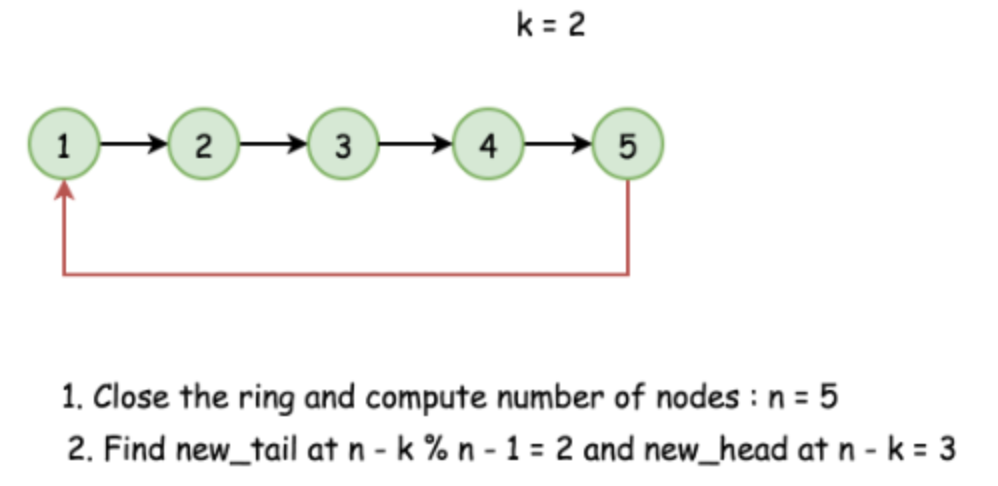 k = 2
1 2 3 4 5
1. Close the ring and compute number of nodes : n = 5
2. Find new_tail at n - k % n - 1 = 2 and new_head at n - k = 3